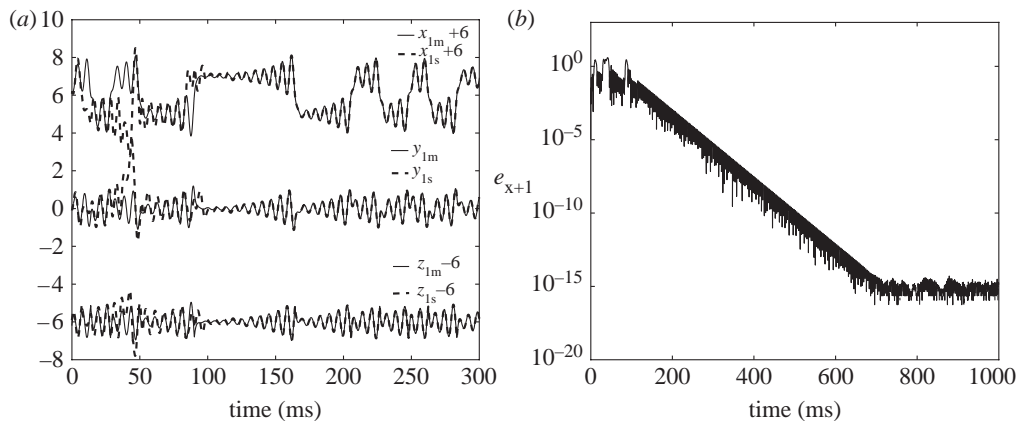 (a)
10
8
6
4
2
0
−2
−4
−6
−8
x1m +6
x1s +6
y1m
y1s
z1m−6
z1s−6
0 50 100 150 200 250 300
time (ms)
(b)
10^0
10^−5
10^−10
10^−15
10^−20
e_x+1
0 200 400 600 800 1000
time (ms)